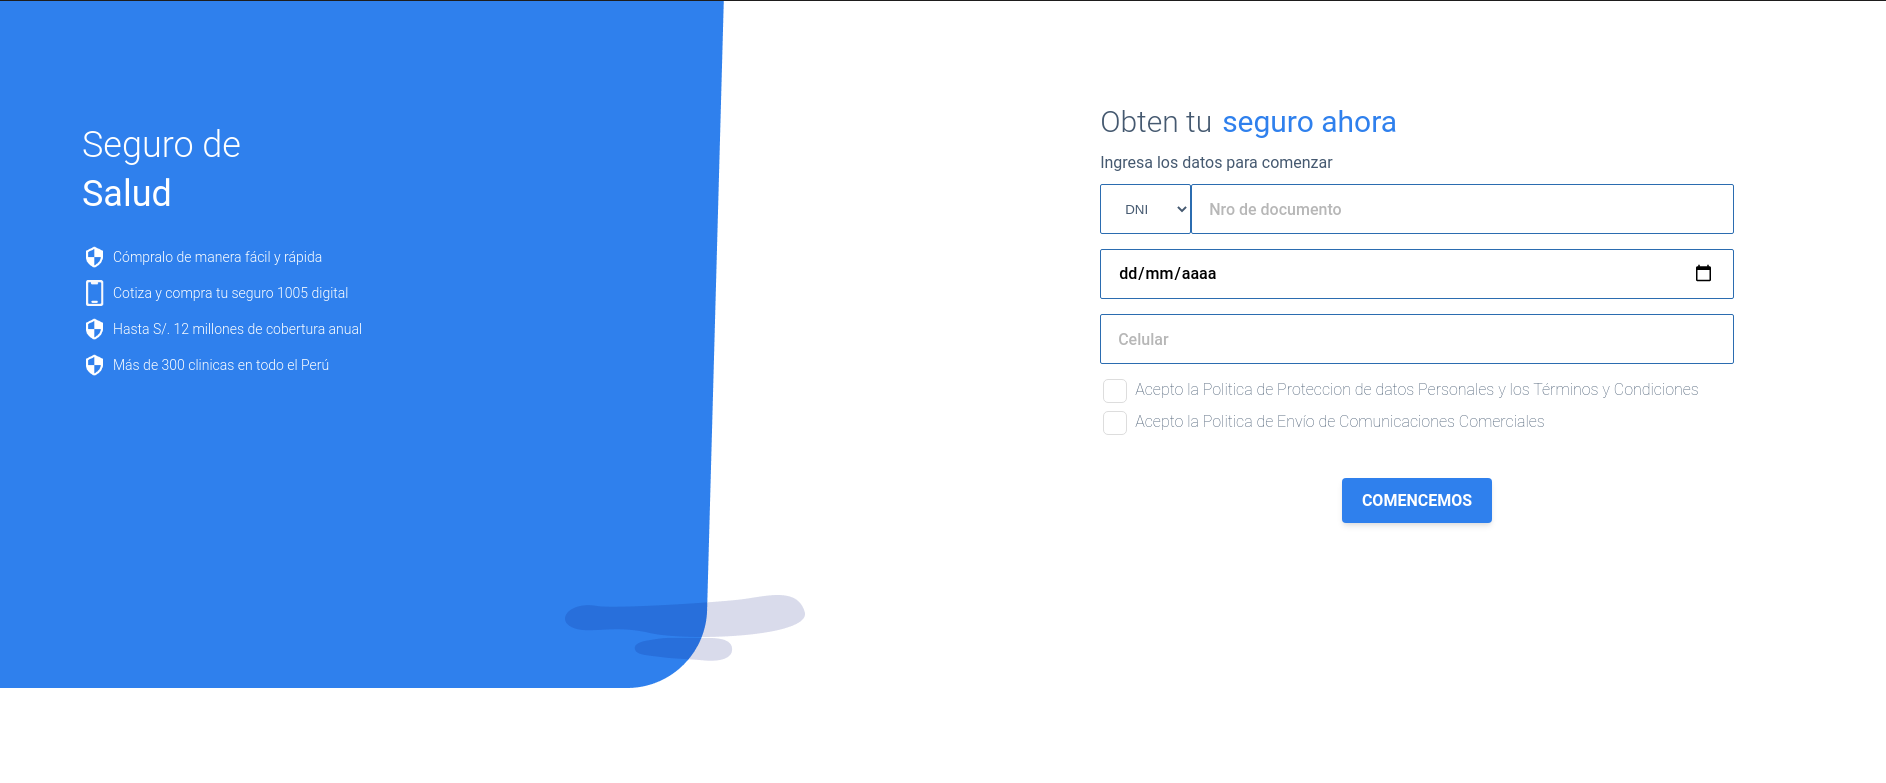 Seguro de
Salud
Cómpralo de manera fácil y rápida
Cotiza y compra tu seguro 1005 digital
Hasta S/. 12 millones de cobertura anual
Más de 300 clinicas en todo el Perú
Obten tu seguro ahora
Ingresa los datos para comenzar
DNI Nro de documento
dd/mm/aaaa
Celular
Acepto la Politica de Proteccion de datos Personales y los Términos y Condiciones
Acepto la Politica de Envío de Comunicaciones Comerciales
COMENCEMOS